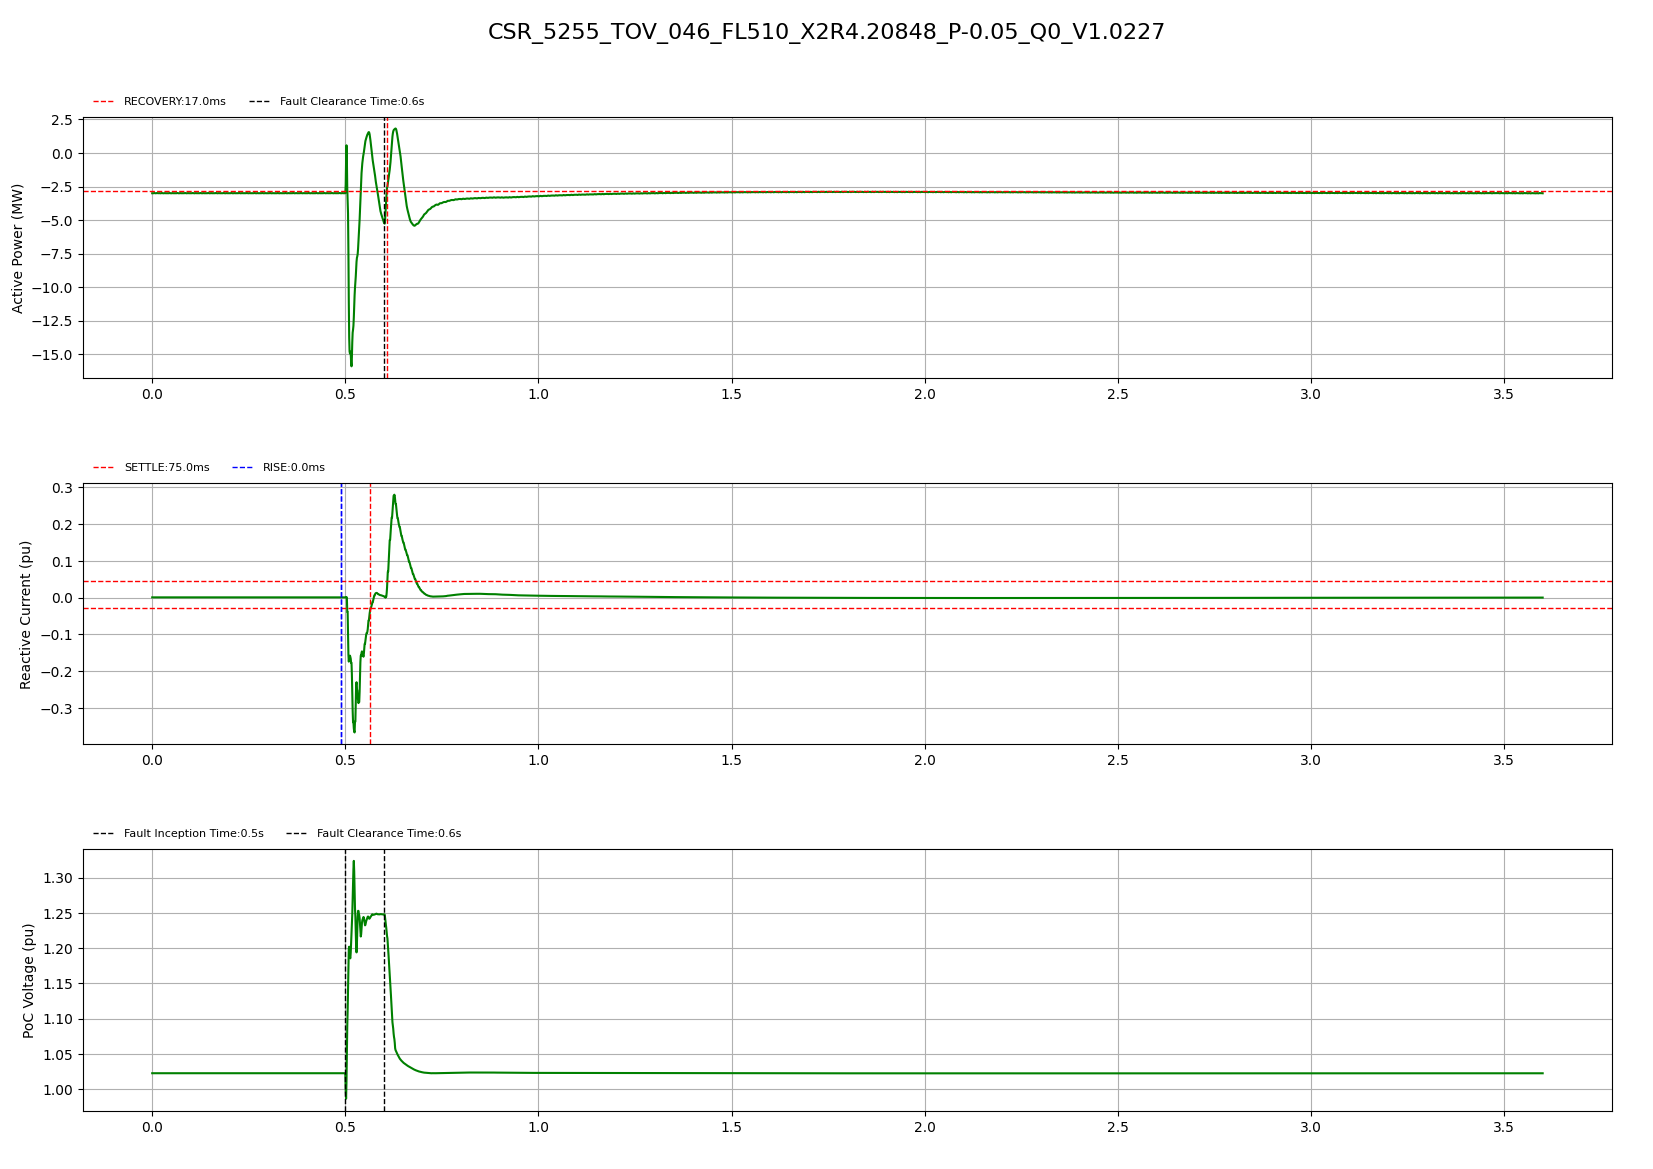 CSR_5255_TOV_046_FL510_X2R4.20848_P-0.05_Q0_V1.0227
RECOVERY:17.0ms Fault Clearance Time:0.6s
Active Power (MW)
2.5
0.0
−2.5
−5.0
−7.5
−10.0
−12.5
−15.0
0.0 0.5 1.0 1.5 2.0 2.5 3.0 3.5
SETTLE:75.0ms RISE:0.0ms
Reactive Current (pu)
0.3
0.2
0.1
0.0
−0.1
−0.2
−0.3
0.0 0.5 1.0 1.5 2.0 2.5 3.0 3.5
Fault Inception Time:0.5s Fault Clearance Time:0.6s
PoC Voltage (pu)
1.30
1.25
1.20
1.15
1.10
1.05
1.00
0.0 0.5 1.0 1.5 2.0 2.5 3.0 3.5